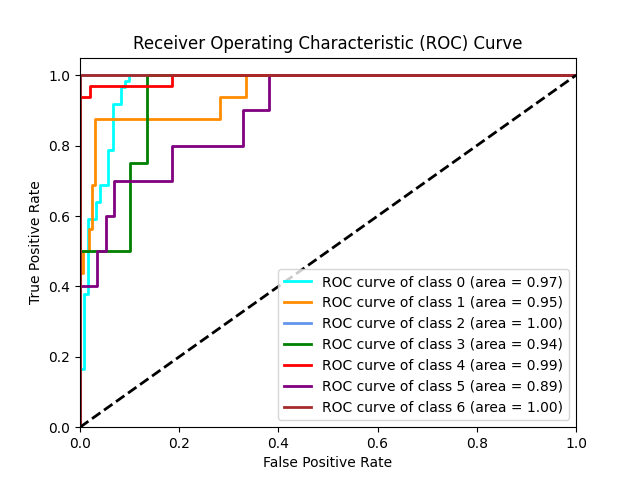 Receiver Operating Characteristic (ROC) Curve
1.0
0.8
0.6
0.4
0.2
0.0
True Positive Rate
ROC curve of class 0 (area = 0.97)
ROC curve of class 1 (area = 0.95)
ROC curve of class 2 (area = 1.00)
ROC curve of class 3 (area = 0.94)
ROC curve of class 4 (area = 0.99)
ROC curve of class 5 (area = 0.89)
ROC curve of class 6 (area = 1.00)
0.0 0.2 0.4 0.6 0.8 1.0
False Positive Rate